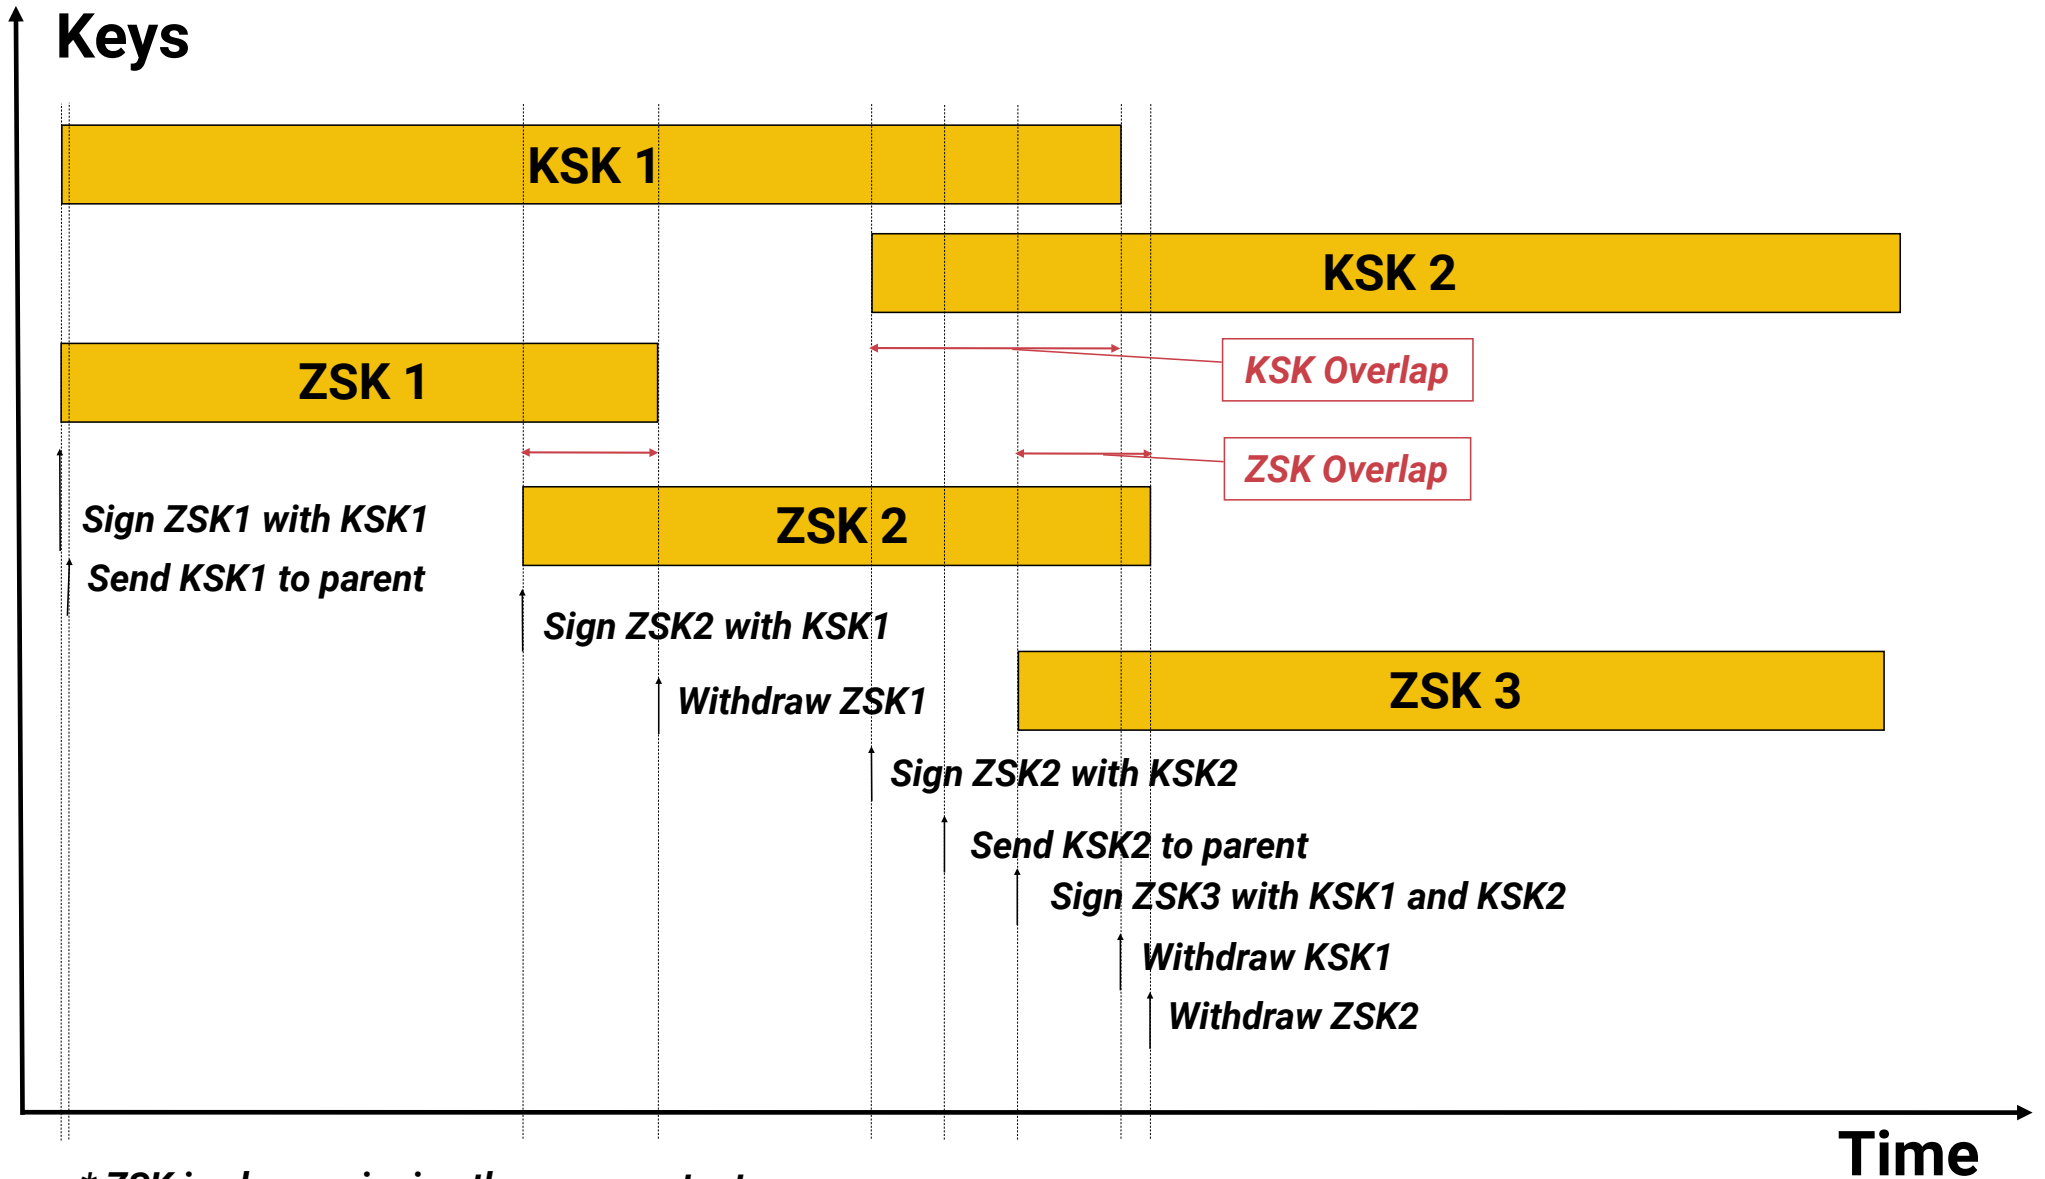 Keys
KSK 1
KSK 2
ZSK 1
KSK Overlap
ZSK Overlap
ZSK 2
Sign ZSK1 with KSK1
Send KSK1 to parent
Sign ZSK2 with KSK1
ZSK 3
Withdraw ZSK1
Sign ZSK2 with KSK2
Send KSK2 to parent
Sign ZSK3 with KSK1 and KSK2
Withdraw KSK1
Withdraw ZSK2
Time
* ZSK